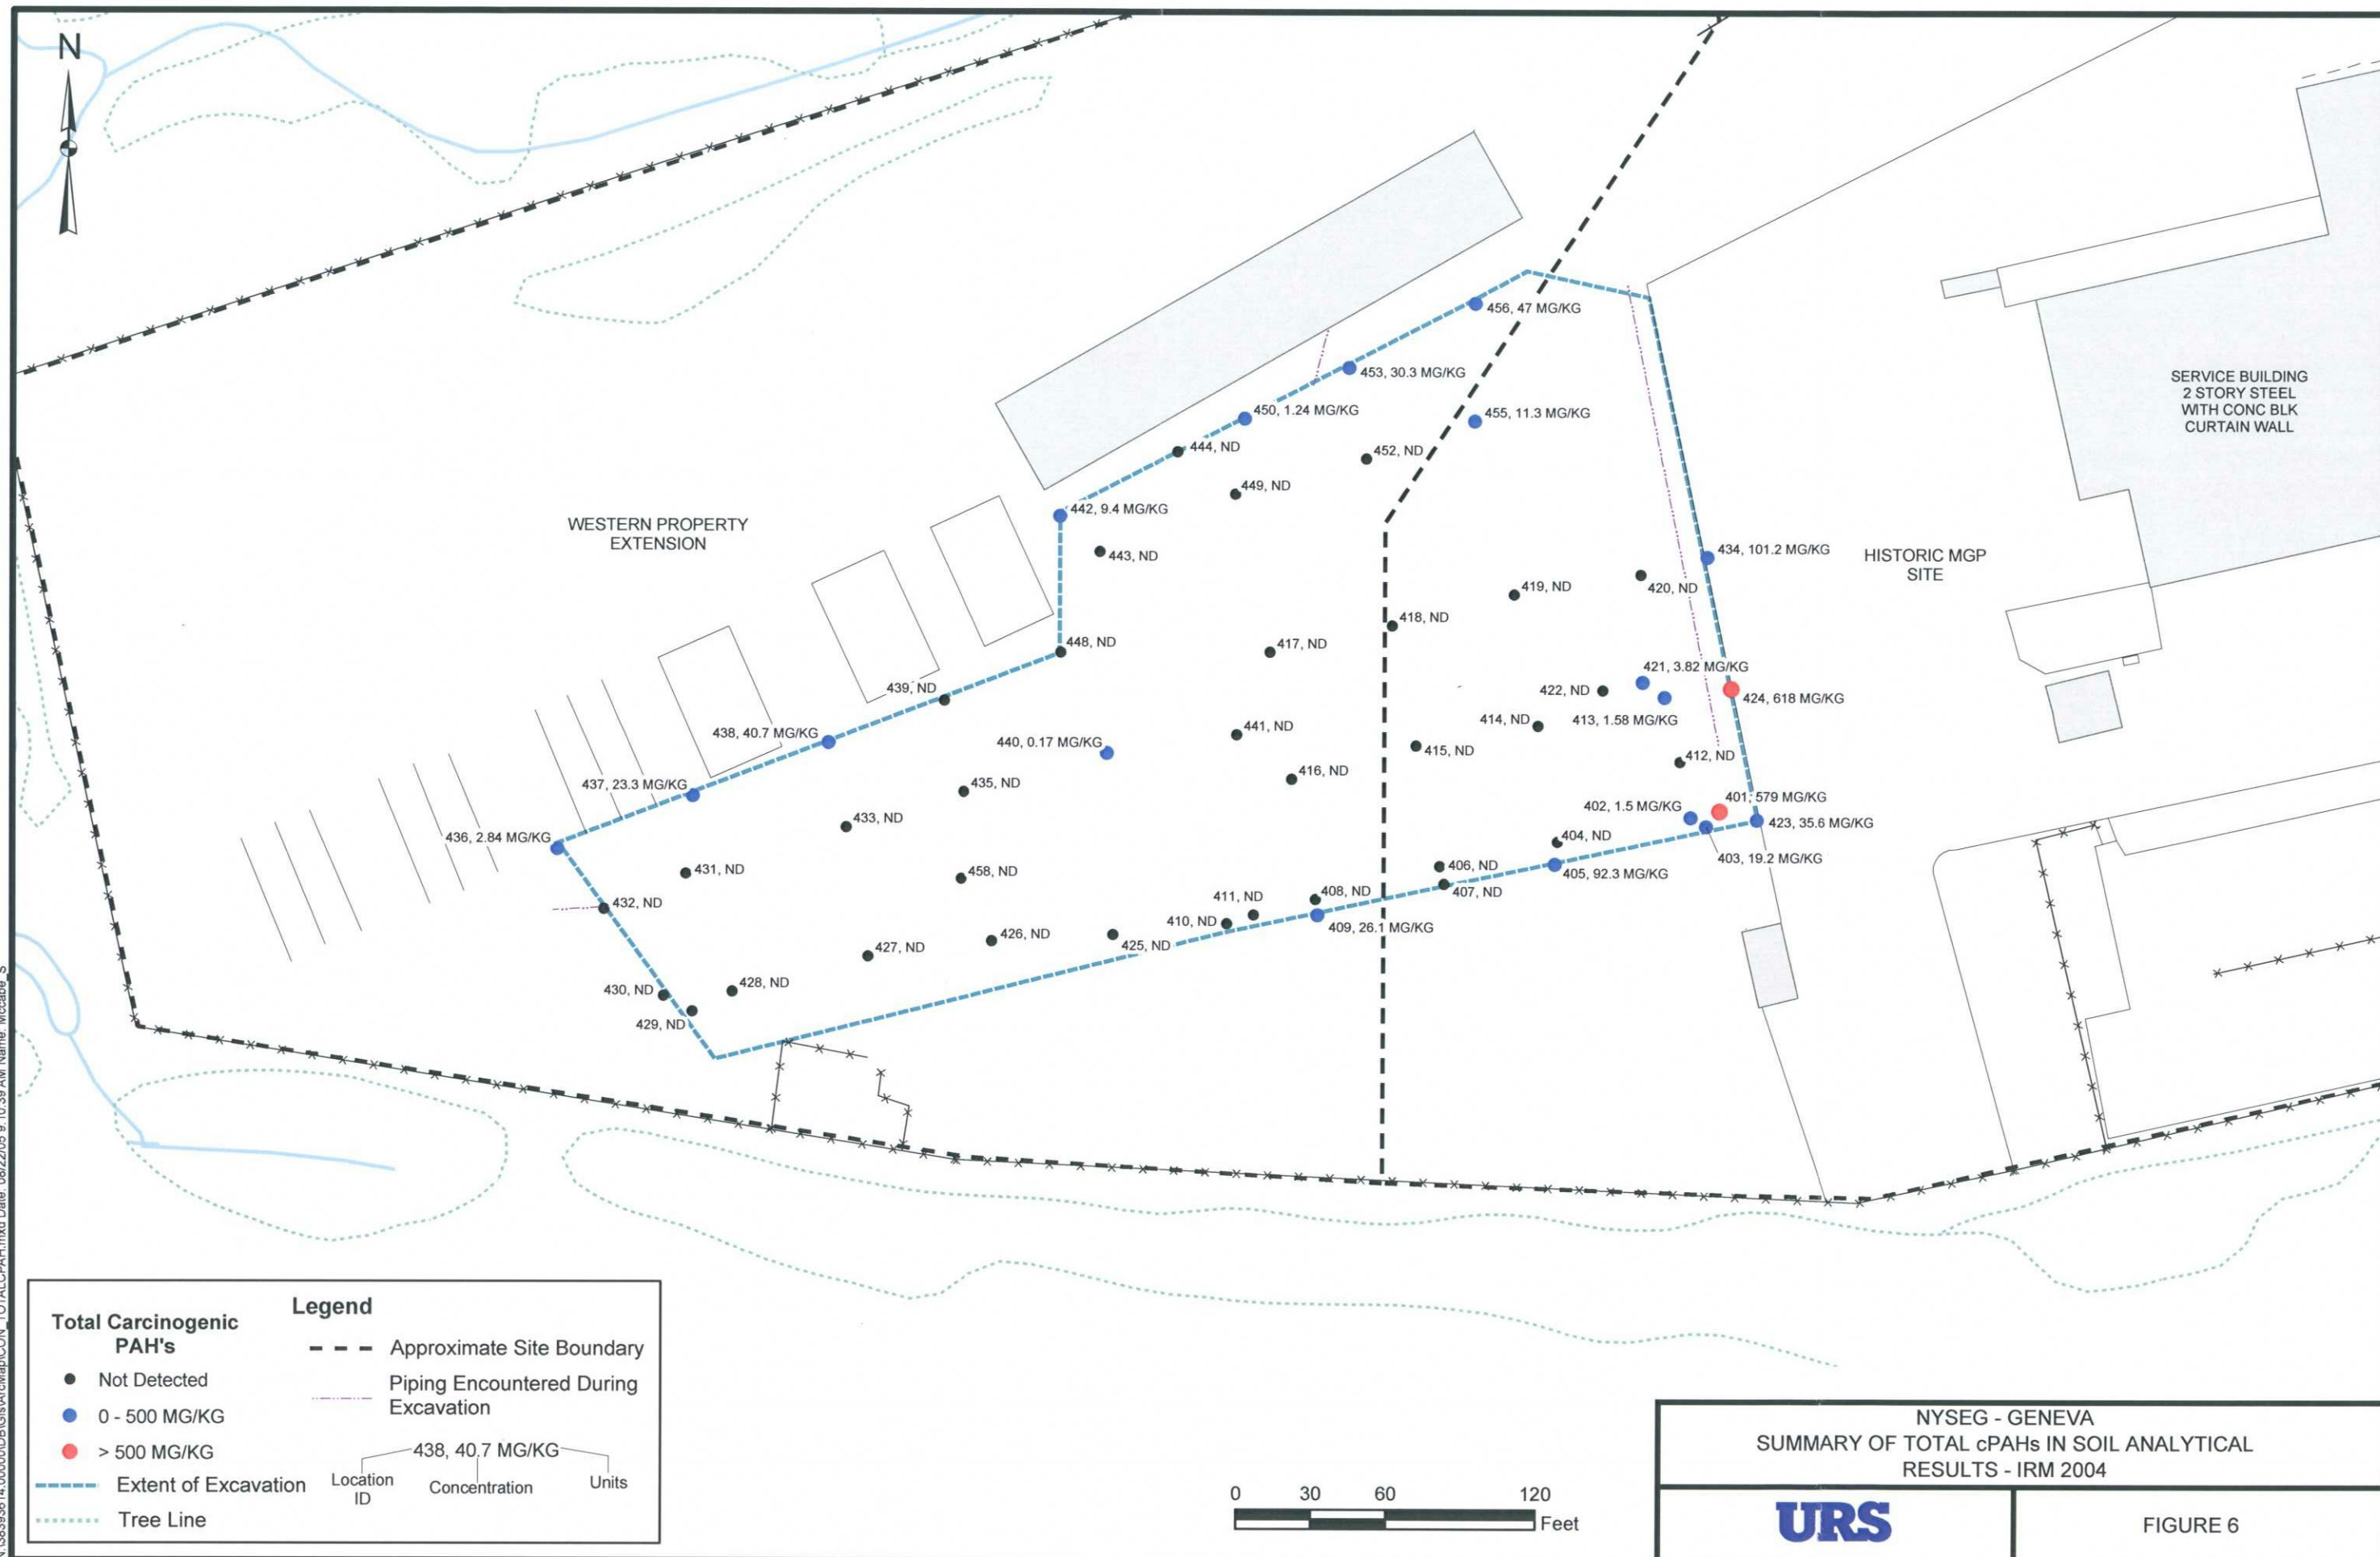 N
456, 47 MG/KG
453, 30.3 MG/KG
450, 1.24 MG/KG
455, 11.3 MG/KG
444, ND
452, ND
449, ND
442, 9.4 MG/KG
443, ND
WESTERN PROPERTY
EXTENSION
SERVICE BUILDING
2 STORY STEEL
WITH CONC BLK
CURTAIN WALL
434, 101.2 MG/KG
HISTORIC MGP
SITE
420, ND
419, ND
418, ND
448, ND
417, ND
421, 3.82 MG/KG
439, ND
422, ND
424, 618 MG/KG
413, 1.58 MG/KG
414, ND
438, 40.7 MG/KG
440, 0.17 MG/KG
441, ND
415, ND
412, ND
416, ND
437, 23.3 MG/KG
435, ND
401, 579 MG/KG
402, 1.5 MG/KG
433, ND
423, 35.6 MG/KG
436, 2.84 MG/KG
404, ND
403, 19.2 MG/KG
431, ND
458, ND
406, ND
405, 92.3 MG/KG
407, ND
408, ND
411, ND
432, ND
410, ND
409, 26.1 MG/KG
426, ND
425, ND
427, ND
428, ND
430, ND
429, ND
Legend
Total Carcinogenic
PAH's
Not Detected
0 - 500 MG/KG
> 500 MG/KG
Extent of Excavation
Tree Line
Approximate Site Boundary
Piping Encountered During
Excavation
438, 40.7 MG/KG
Location
ID
Concentration
Units
0 30 60 120
Feet
NYSEG - GENEVA
SUMMARY OF TOTAL cPAHs IN SOIL ANALYTICAL
RESULTS - IRM 2004
URS
FIGURE 6